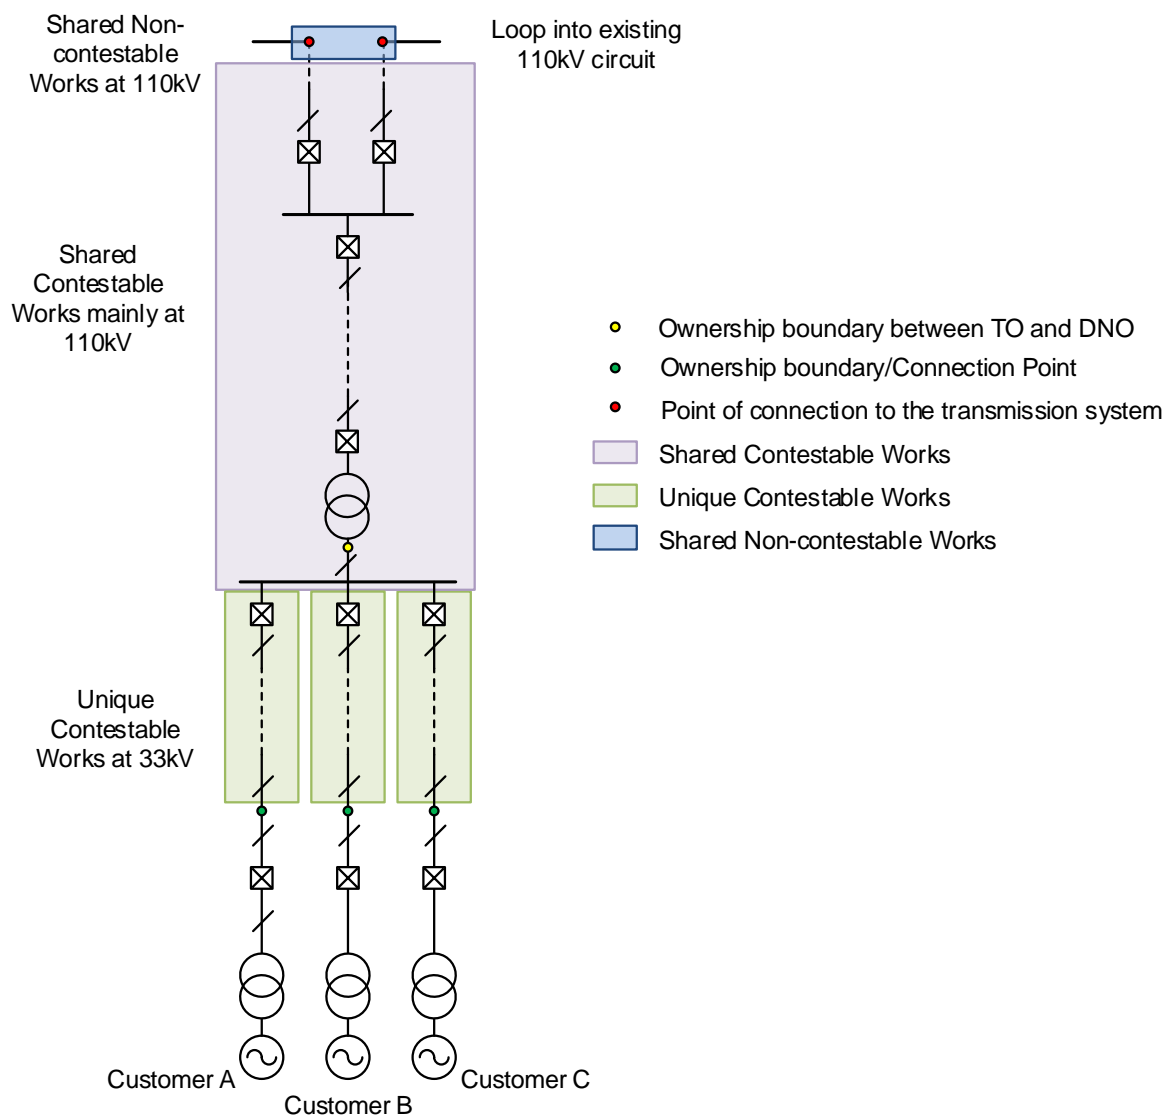 Shared Non-
contestable
Works at 110kV
Loop into existing
110kV circuit
Shared
Contestable
Works mainly at
110kV
Ownership boundary between TO and DNO
Ownership boundary/Connection Point
Point of connection to the transmission system
Shared Contestable Works
Unique Contestable Works
Shared Non-contestable Works
Unique
Contestable
Works at 33kV
Customer A
Customer B
Customer C